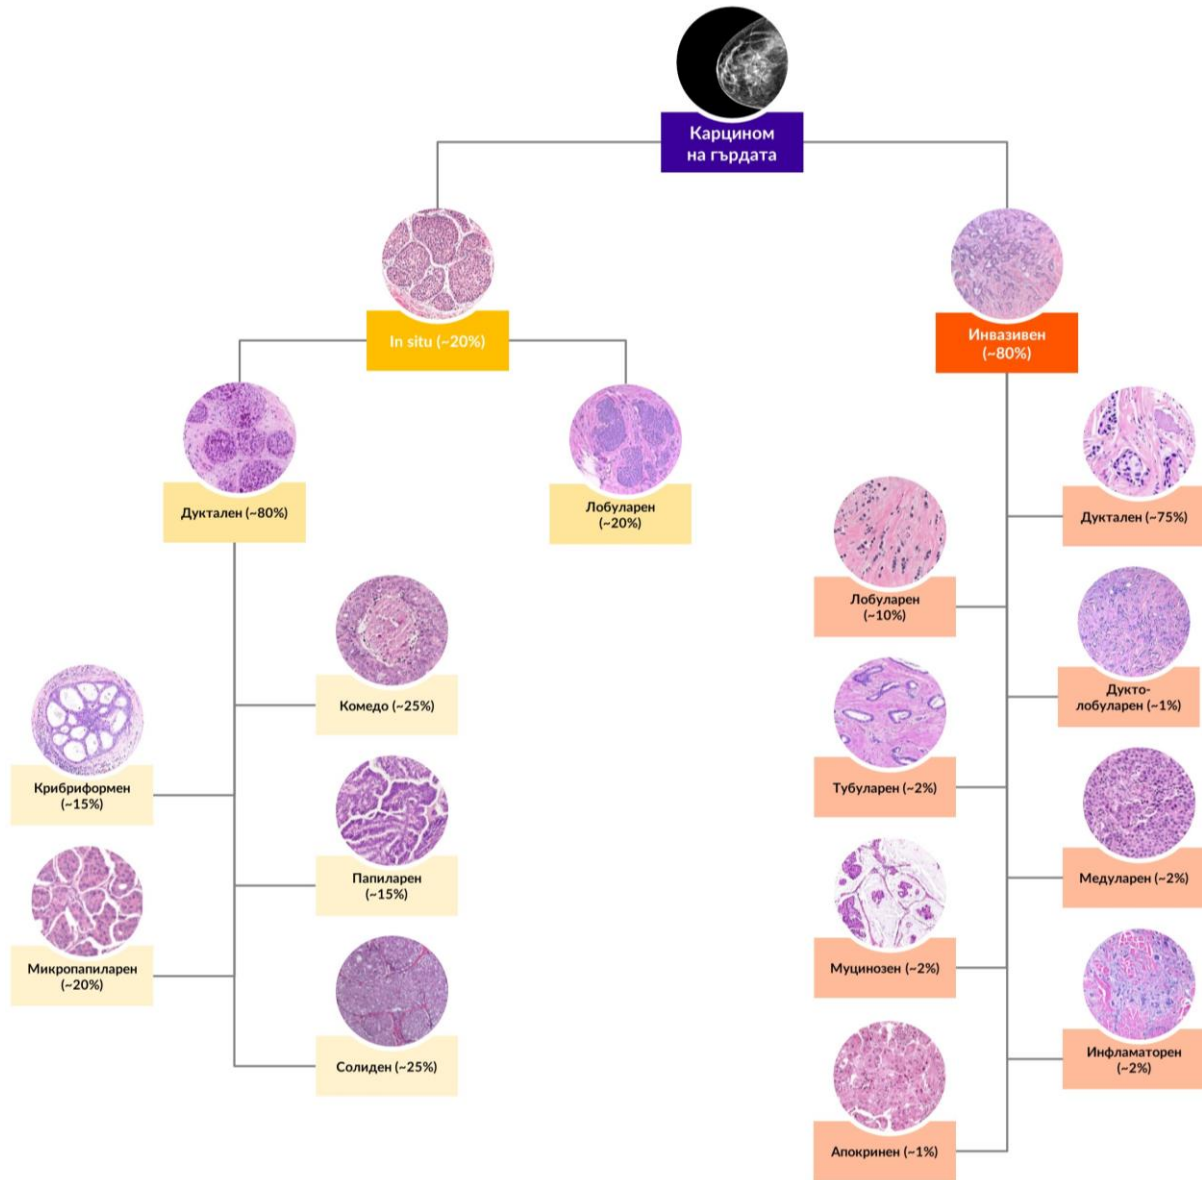 Карцином
на гърдата
In situ (~20%)
Инвазивен
(~80%)
Дуктален (~80%)
Лобуларен
(~20%)
Дуктален (~75%)
Лобуларен
(~10%)
Комедо (~25%)
Дукто-
лобуларен (~1%)
Крибриформен
(~15%)
Тубуларен (~2%)
Папиларен
(~15%)
Медуларен (~2%)
Микропапиларен
(~20%)
Муцинозен (~2%)
Солиден (~25%)
Инфламаторен
(~2%)
Апокринен (~1%)